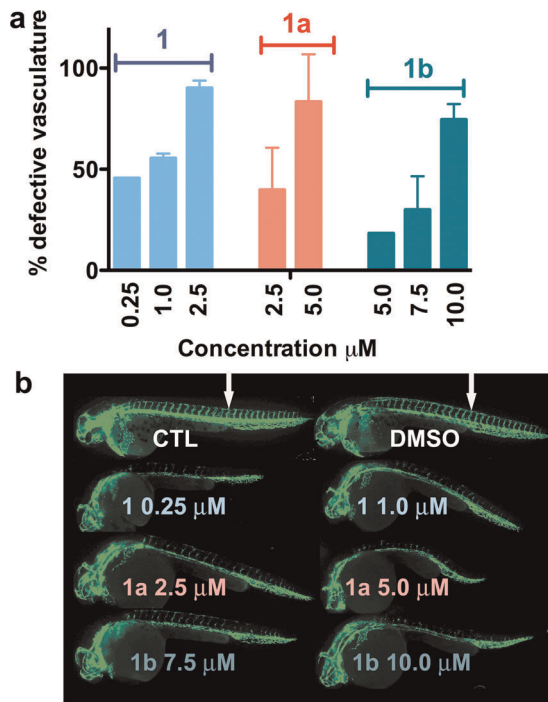 a
1
1a
1b
% defective vasculature
100
50
0
0.25
1.0
2.5
2.5
5.0
5.0
7.5
10.0
Concentration µM
b
CTL
DMSO
1 0.25 µM
1 1.0 µM
1a 2.5 µM
1a 5.0 µM
1b 7.5 µM
1b 10.0 µM